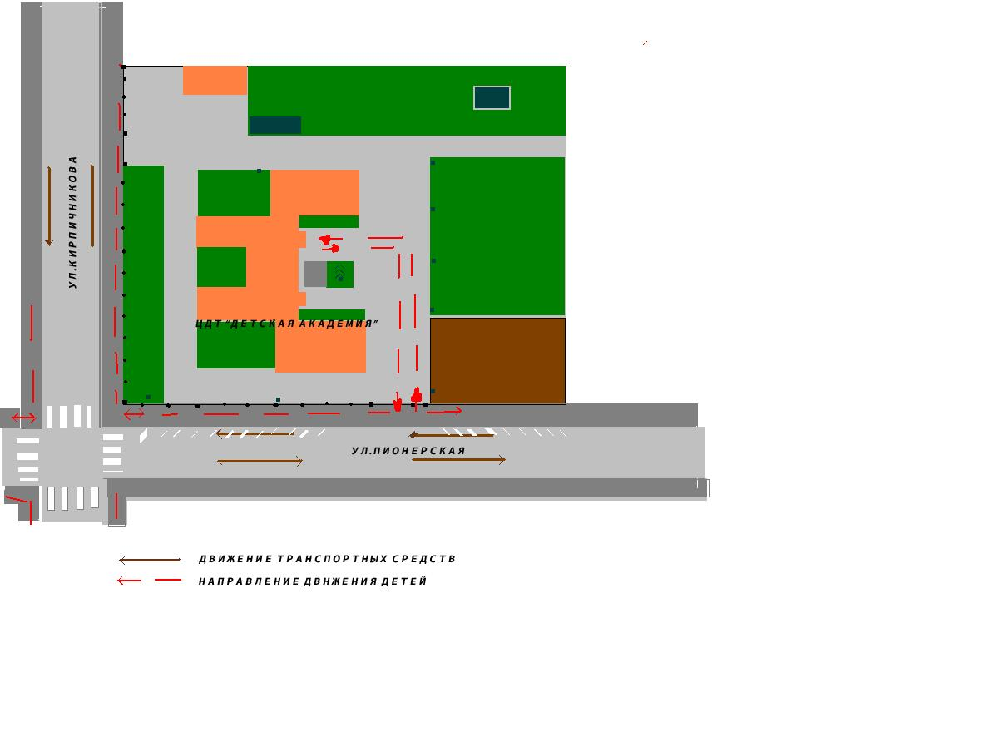 УЛ.КИРПИЧНИКОВА
ЦДТ "ДЕТСКАЯ АКАДЕМИЯ"
УЛ.ПИОНЕРСКАЯ
ДВИЖЕНИЕ ТРАНСПОРТНЫХ СРЕДСТВ
НАПРАВЛЕНИЕ ДВНЖЕНИЯ ДЕТЕЙ